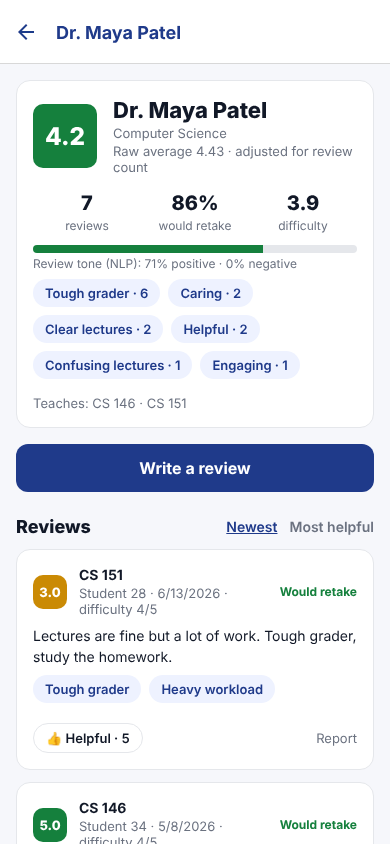 Dr. Maya Patel
4.2
Dr. Maya Patel
Computer Science
Raw average 4.43 · adjusted for review
count
7
reviews
86%
would retake
3.9
difficulty
Review tone (NLP): 71% positive · 0% negative
Tough grader · 6
Caring · 2
Clear lectures · 2
Helpful · 2
Confusing lectures · 1
Engaging · 1
Teaches: CS 146 · CS 151
Write a review
Reviews
Newest
Most helpful
3.0
CS 151
Student 28 · 6/13/2026 ·
difficulty 4/5
Would retake
Lectures are fine but a lot of work. Tough grader,
study the homework.
Tough grader
Heavy workload
👍 Helpful · 5
Report
5.0
CS 146
Student 34 · 5/8/2026 ·
difficulty 4/5
Would retake